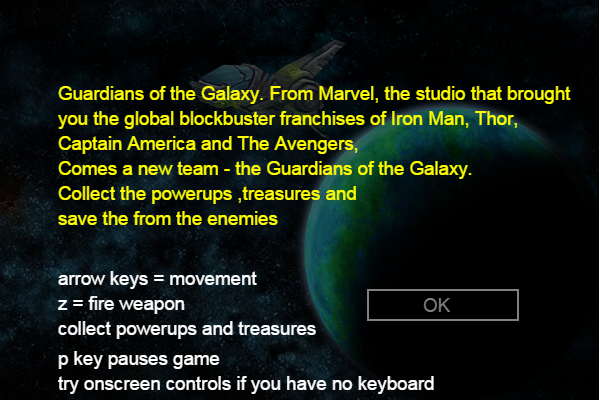 Guardians of the Galaxy. From Marvel, the studio that brought
you the global blockbuster franchises of Iron Man, Thor,
Captain America and The Avengers,
Comes a new team - the Guardians of the Galaxy.
Collect the powerups ,treasures and
save the from the enemies
arrow keys = movement
z = fire weapon
OK
collect powerups and treasures
p key pauses game
try onscreen controls if you have no keyboard